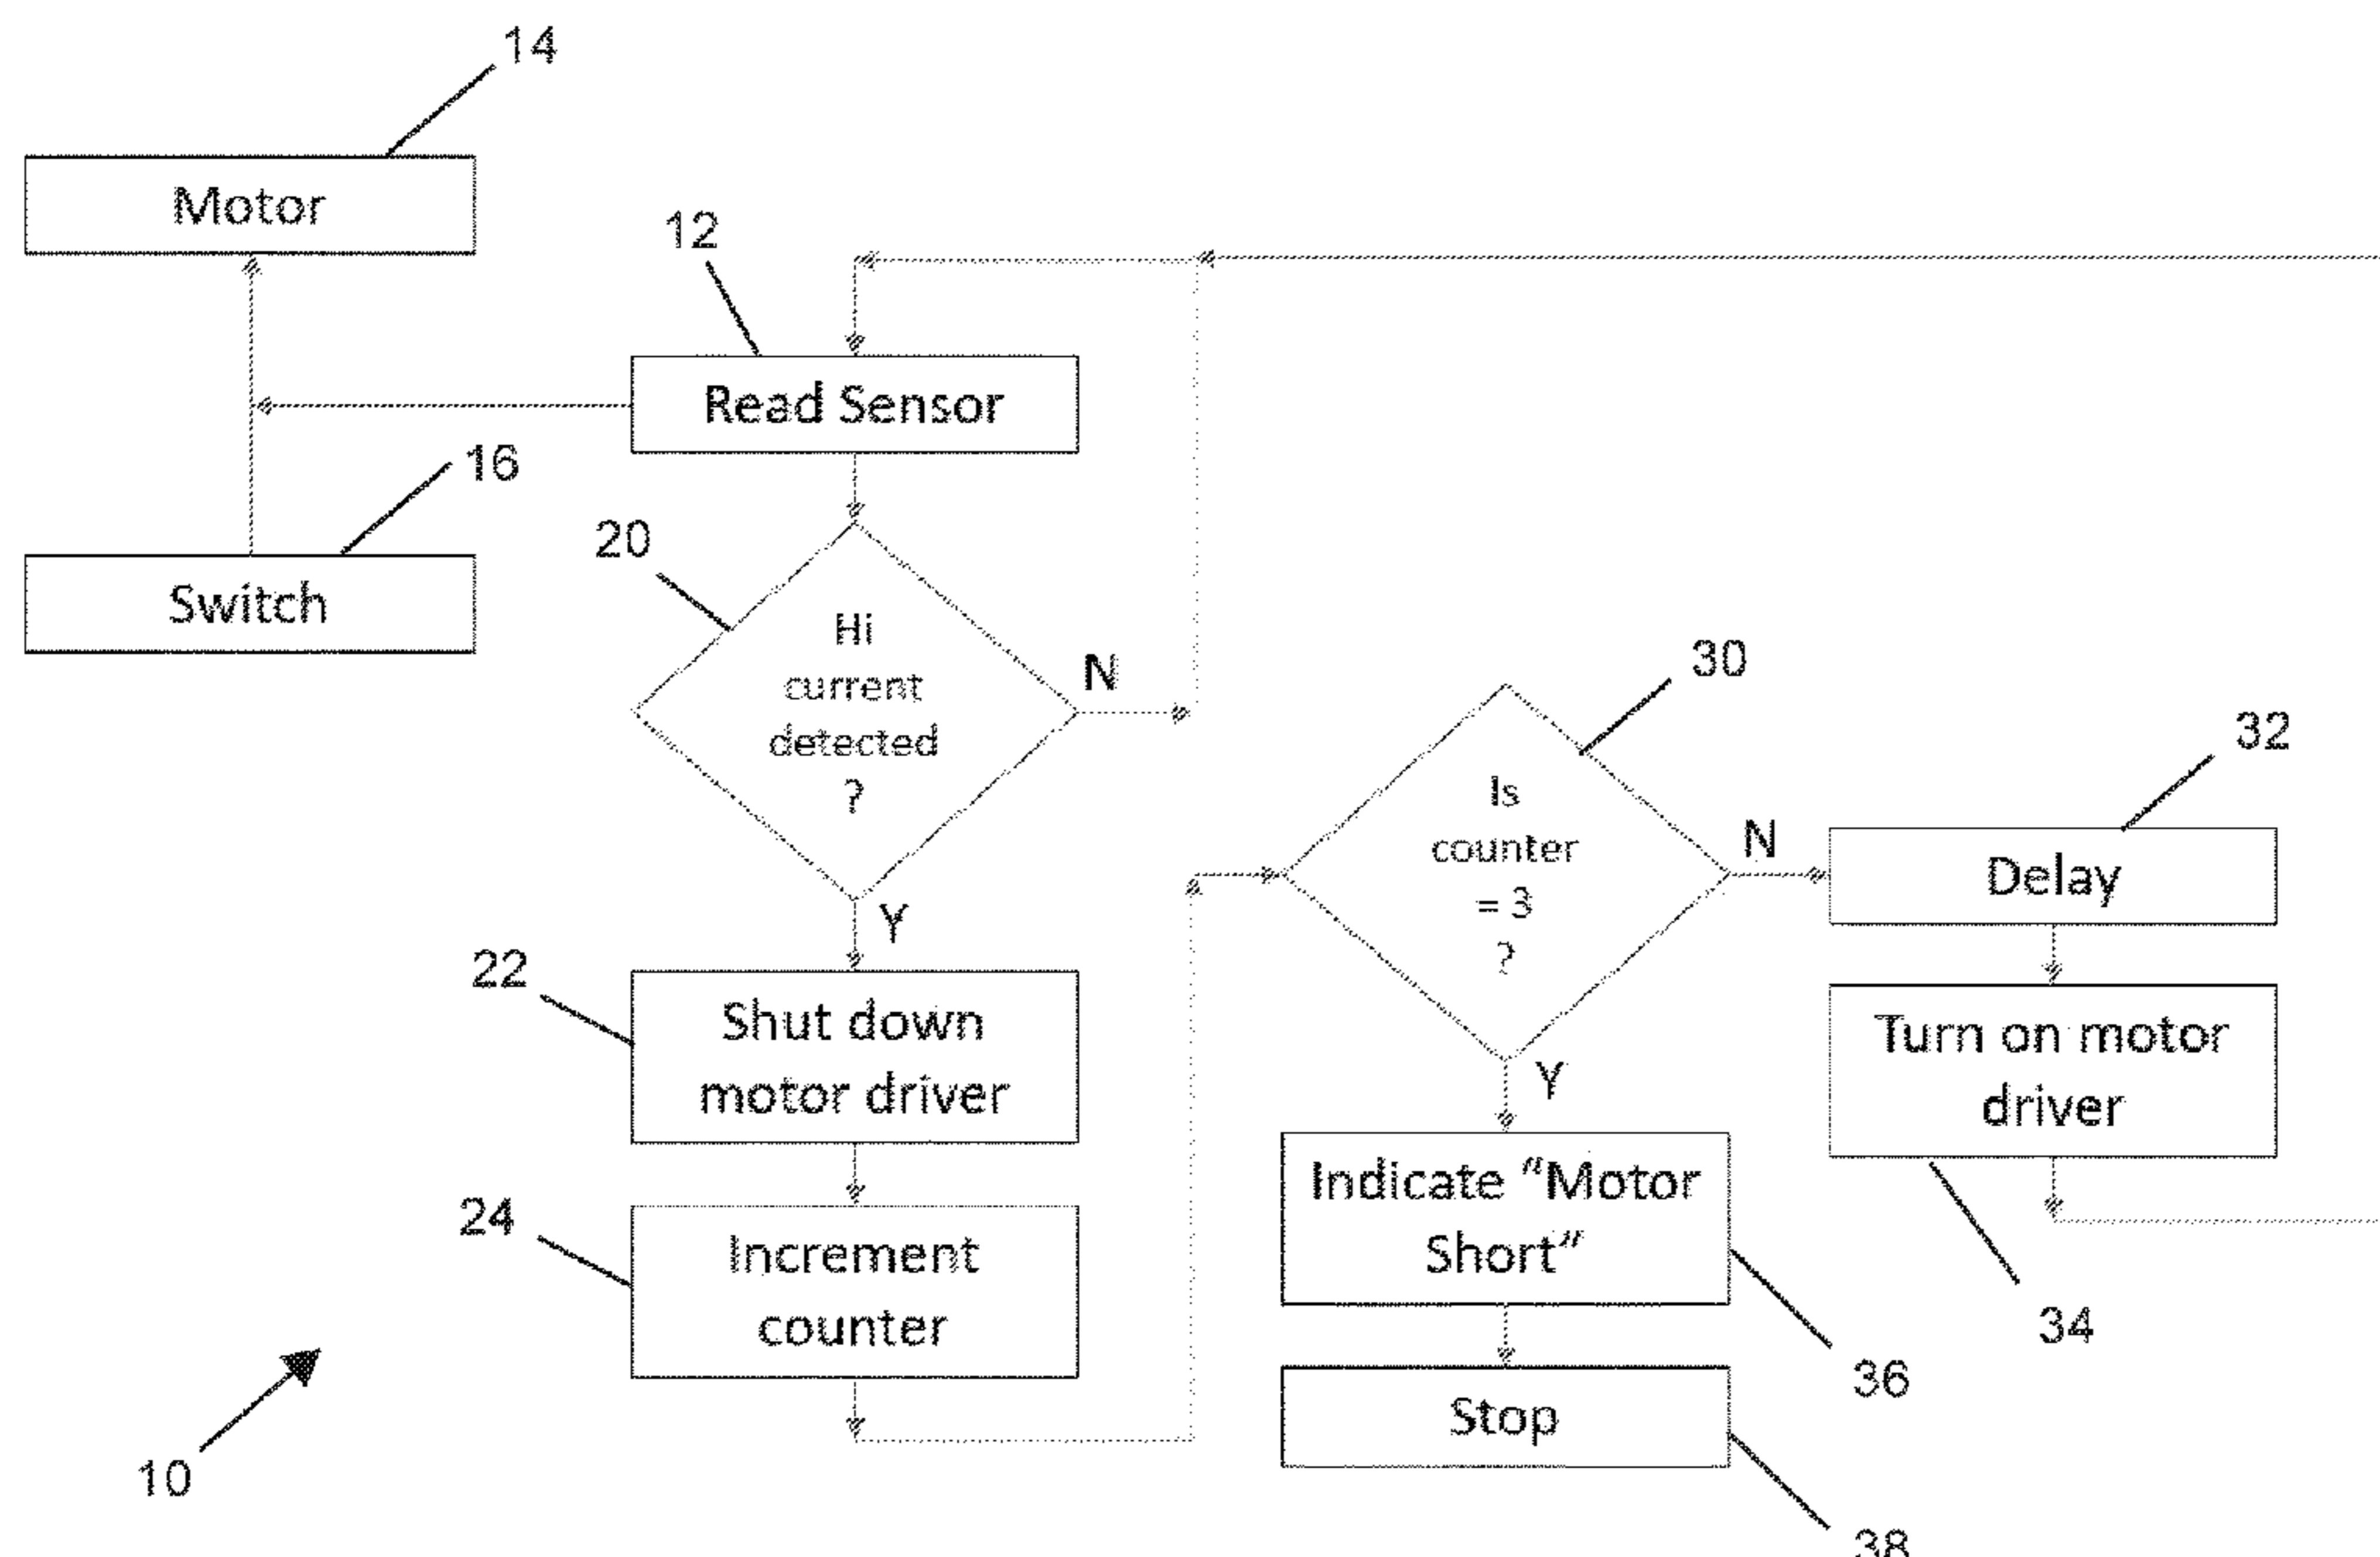 14
Motor
12
Read Sensor
16
Switch
20
Hi
current
detected
?
N
Y
30
Is
counter
= 3
?
N
Y
32
Delay
22
Shut down
motor driver
Turn on motor
driver
34
24
Increment
counter
Indicate "Motor
Short"
36
Stop
38
10